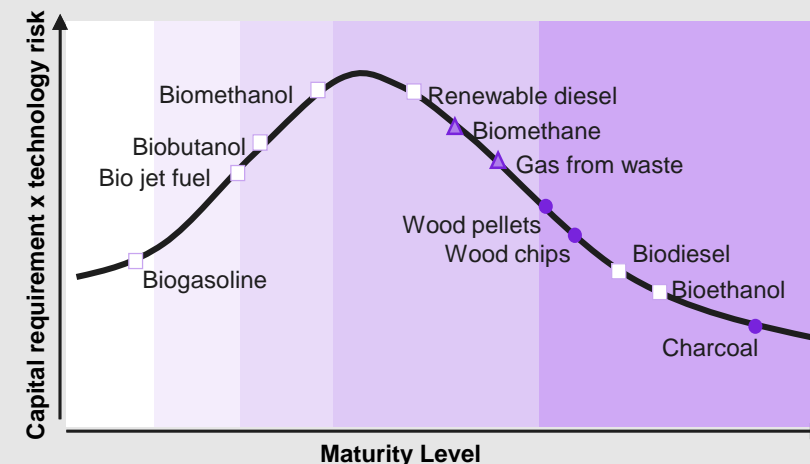 Capital requirement x technology risk
Biomethanol
Renewable diesel
Biomethane
Biobutanol
Gas from waste
Bio jet fuel
Wood pellets
Wood chips
Biodiesel
Biogasoline
Bioethanol
Charcoal
Maturity Level